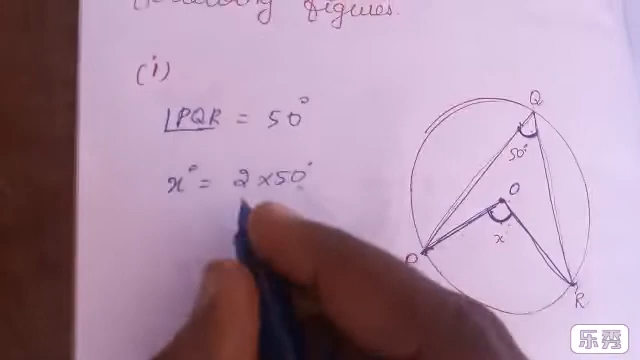 figures.
(i)
∠PQR = 50°
x° = 2 × 50°
Q
50°
O
x
P
R
乐秀